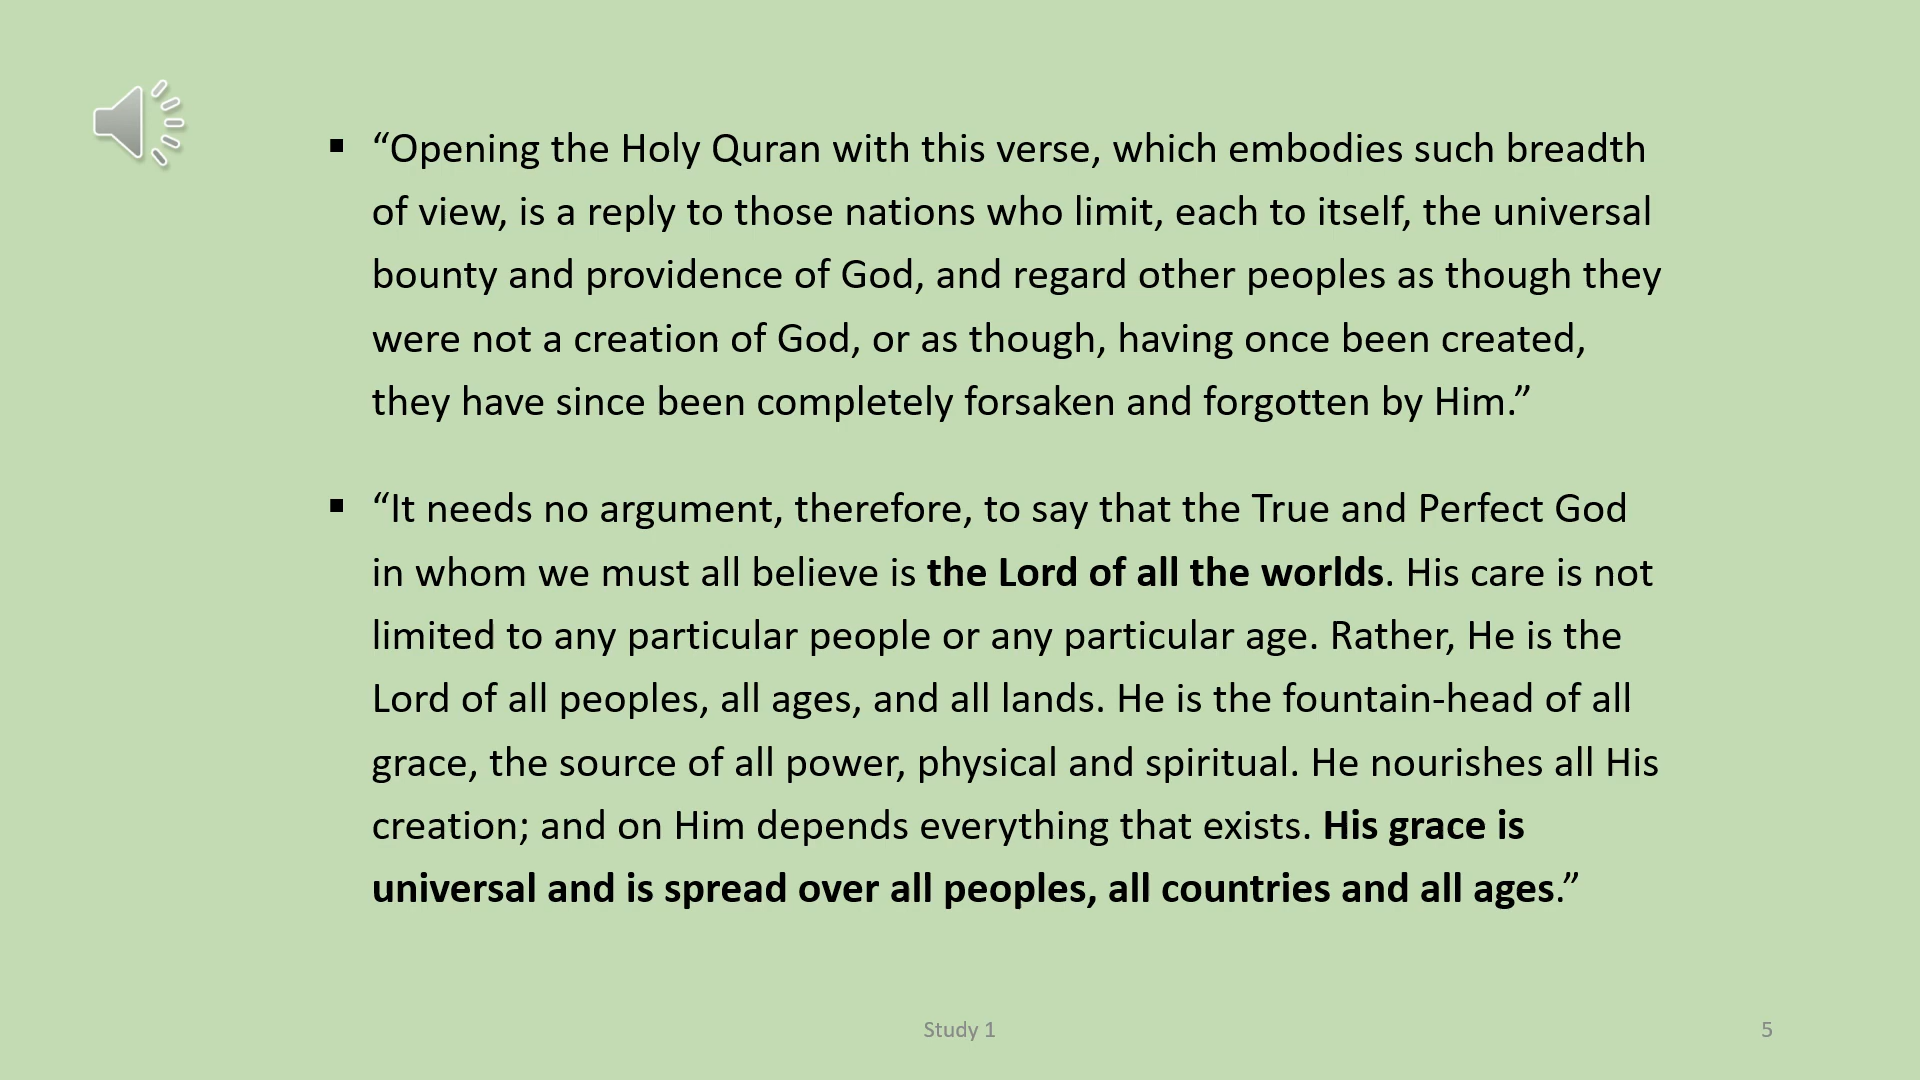 ▪ “Opening the Holy Quran with this verse, which embodies such breadth
of view, is a reply to those nations who limit, each to itself, the universal
bounty and providence of God, and regard other peoples as though they
were not a creation of God, or as though, having once been created,
they have since been completely forsaken and forgotten by Him.”
▪ “It needs no argument, therefore, to say that the True and Perfect God
in whom we must all believe is the Lord of all the worlds. His care is not
limited to any particular people or any particular age. Rather, He is the
Lord of all peoples, all ages, and all lands. He is the fountain-head of all
grace, the source of all power, physical and spiritual. He nourishes all His
creation; and on Him depends everything that exists. His grace is
universal and is spread over all peoples, all countries and all ages.”
Study 1
5